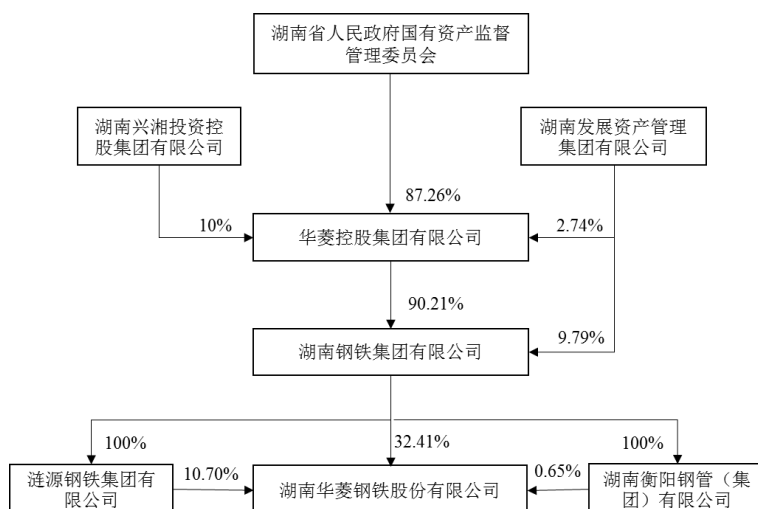 湖南省人民政府国有资产监督
管理委员会
湖南兴湘投资控
股集团有限公司
湖南发展资产管理
集团有限公司
87.26%
10%
华菱控股集团有限公司
2.74%
90.21%
湖南钢铁集团有限公司
9.79%
100%
32.41%
100%
涟源钢铁集团有
限公司
10.70%
湖南华菱钢铁股份有限公司
0.65%
湖南衡阳钢管（集
团）有限公司